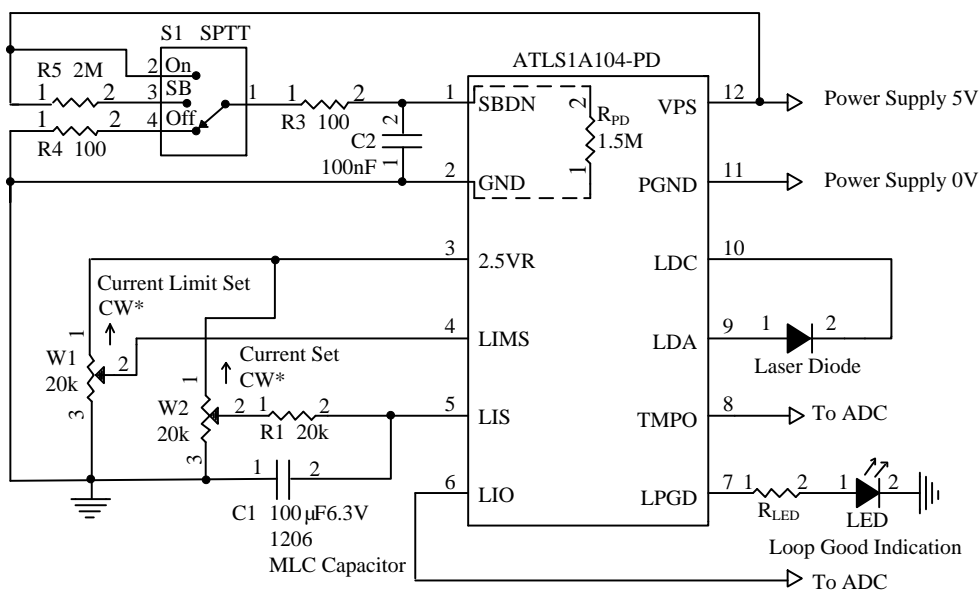 S1 SPTT
ATLS1A104-PD
R5 2M
2 On
1 2 3 SB
1 2 4 Off
R4 100
1
1 2
R3 100
2
C2
1
100nF
1 SBDN
2
R_PD
1.5M
1
VPS 12
Power Supply 5V
2 GND
PGND 11
Power Supply 0V
3 2.5VR
LDC 10
Current Limit Set
CW*
4 LIMS
LDA 9
1 2
Laser Diode
1
W1
20k
2
3
Current Set
CW*
1
W2
20k
2
3
1 2
R1 20k
5 LIS
TMPO 8
To ADC
1 2
C1 100μF6.3V
1206
MLC Capacitor
6 LIO
LPGD 7
1 2
R_LED
1 2
LED
Loop Good Indication
To ADC